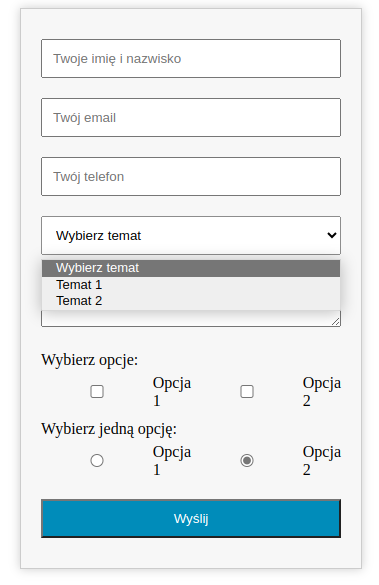 Twoje imię i nazwisko
Twój email
Twój telefon
Wybierz temat
Wybierz temat
Temat 1
Temat 2
Wybierz opcje:
Opcja 1
Opcja 2
Wybierz jedną opcję:
Opcja 1
Opcja 2
Wyślij